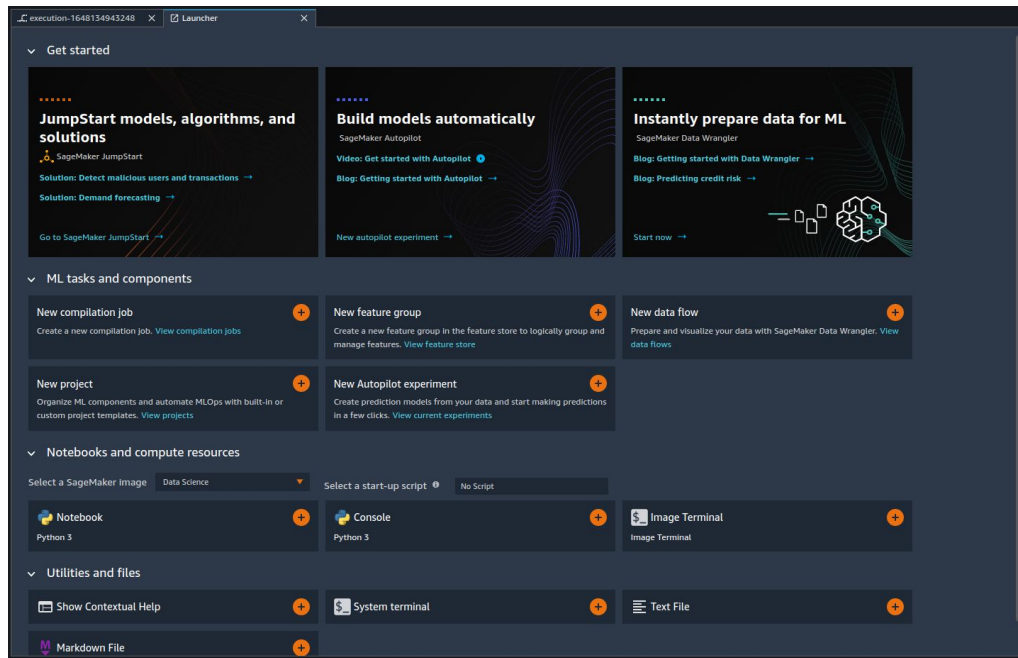 execution-1648134943248
Launcher
Get started
JumpStart models, algorithms, and
solutions
SageMaker JumpStart
Solution: Detect malicious users and transactions →
Solution: Demand forecasting →
Go to SageMaker JumpStart →
Build models automatically
SageMaker Autopilot
Video: Get started with Autopilot
Blog: Getting started with Autopilot →
New autopilot experiment →
Instantly prepare data for ML
SageMaker Data Wrangler
Blog: Getting started with Data Wrangler →
Blog: Predicting credit risk →
Start now →
ML tasks and components
New compilation job
Create a new compilation job. View compilation jobs
New feature group
Create a new feature group in the feature store to logically group and
manage features. View feature store
New data flow
Prepare and visualize your data with SageMaker Data Wrangler. View
data flows
New project
Organize ML components and automate MLOps with built-in or
custom project templates. View projects
New Autopilot experiment
Create prediction models from your data and start making predictions
in a few clicks. View current experiments
Notebooks and compute resources
Select a SageMaker image Data Science
Select a start-up script No Script
Notebook
Python 3
Console
Python 3
$_ Image Terminal
Image Terminal
Utilities and files
Show Contextual Help
$_ System terminal
Text File
M Markdown File